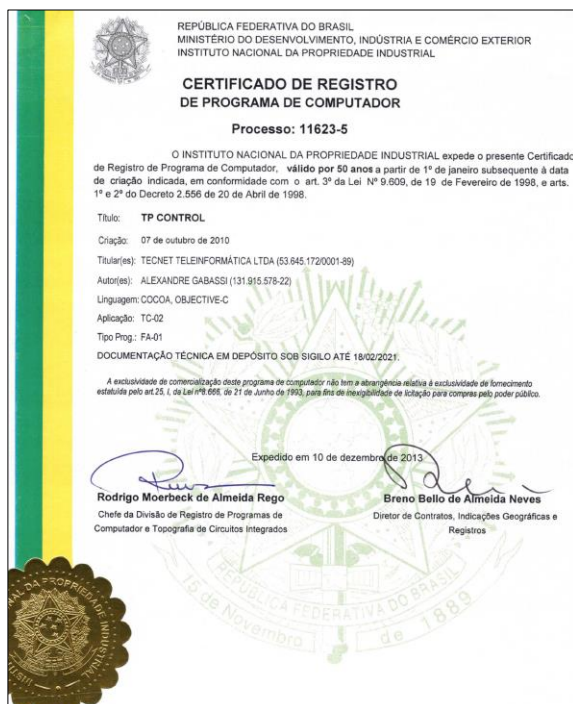 REPÚBLICA FEDERATIVA DO BRASIL
MINISTÉRIO DO DESENVOLVIMENTO, INDÚSTRIA E COMÉRCIO EXTERIOR
INSTITUTO NACIONAL DA PROPRIEDADE INDUSTRIAL
CERTIFICADO DE REGISTRO
DE PROGRAMA DE COMPUTADOR
Processo: 11623-5
O INSTITUTO NACIONAL DA PROPRIEDADE INDUSTRIAL expede o presente Certificado
de Registro de Programa de Computador, válido por 50 anos a partir de 1º de janeiro subsequente à data
de criação indicada, em conformidade com o art. 3º da Lei Nº 9.609, de 19 de Fevereiro de 1998, e arts.
1º e 2º do Decreto 2.556 de 20 de Abril de 1998.
Título: TP CONTROL
Criação: 07 de outubro de 2010
Titular(es): TECNET TELEINFORMÁTICA LTDA (53.645.172/0001-89)
Autor(es): ALEXANDRE GABASSI (131.915.578-22)
Linguagem: COCOA, OBJECTIVE-C
Aplicação: TC-02
Tipo Prog.: FA-01
DOCUMENTAÇÃO TÉCNICA EM DEPÓSITO SOB SIGILO ATÉ 18/02/2021.
A exclusividade de comercialização deste programa de computador não tem a abrangência relativa à exclusividade de fornecimento
estatuída pelo art.25, I, da Lei nº8.666, de 21 de Junho de 1993, para fins de inexigibilidade de licitação para compras pelo poder público.
Expedido em 10 de dezembro de 2013
Rodrigo Moerbeck de Almeida Rego
Chefe da Divisão de Registro de Programas de
Computador e Topografia de Circuitos Integrados
Breno Bello de Almeida Neves
Diretor de Contratos, Indicações Geográficas e
Registros
REPÚBLICA FEDERATIVA DO BRASIL
15 de Novembro de 1889
NAL DA PROPRIEDADE INDUSTRIAL